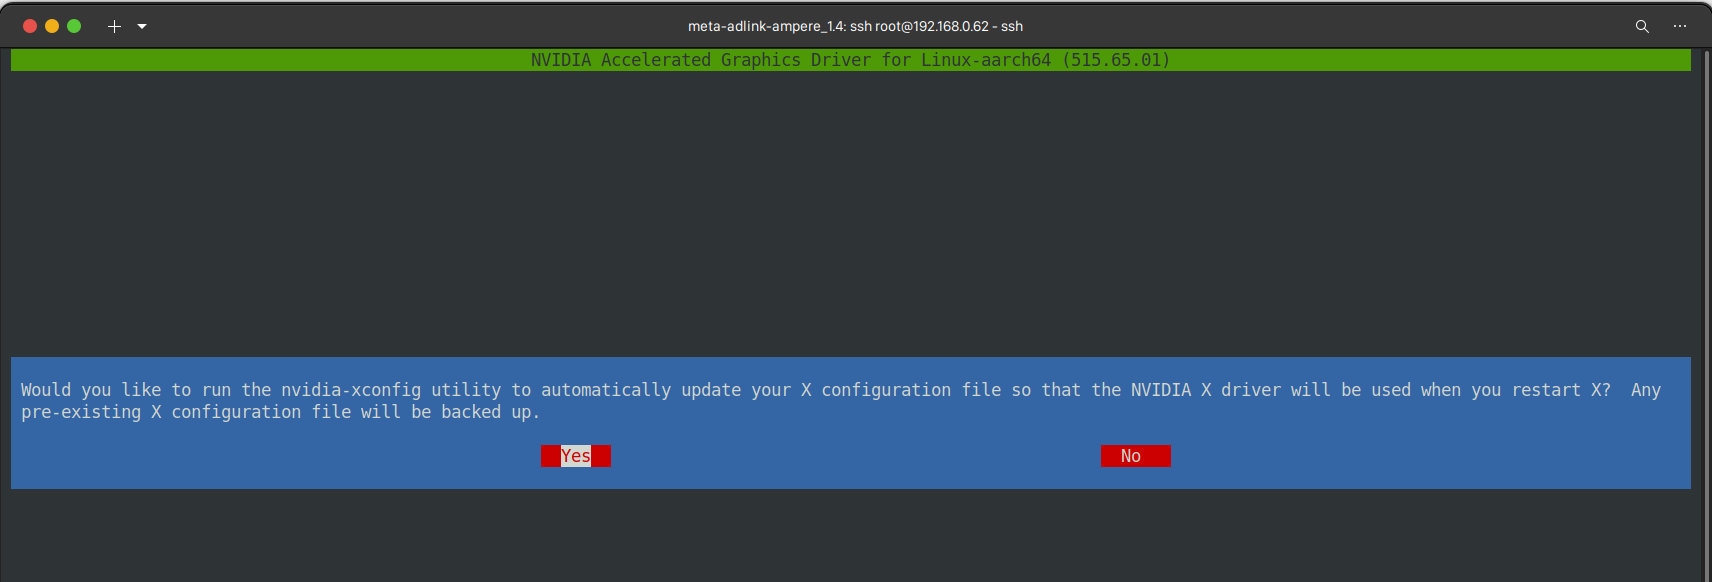 meta-adlink-ampere_1.4: ssh root@192.168.0.62 - ssh
NVIDIA Accelerated Graphics Driver for Linux-aarch64 (515.65.01)
Would you like to run the nvidia-xconfig utility to automatically update your X configuration file so that the NVIDIA X driver will be used when you restart X?  Any
pre-existing X configuration file will be backed up.
Yes No